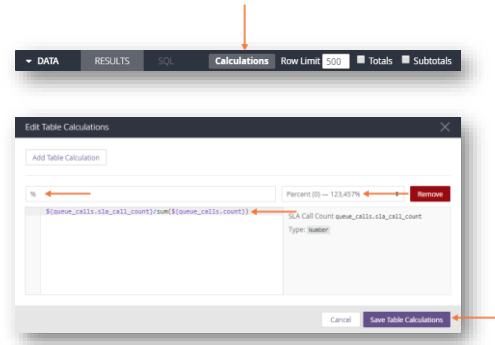 DATA RESULTS SQL Calculations Row Limit 500 Totals Subtotals
Edit Table Calculations
Add Table Calculation
% Percent (0) — 123,457% Remove
${queue_calls.sla_call_count}/sum(${queue_calls.count})
SLA Call Count queue_calls.sla_call_count
Type: Number
Cancel Save Table Calculations